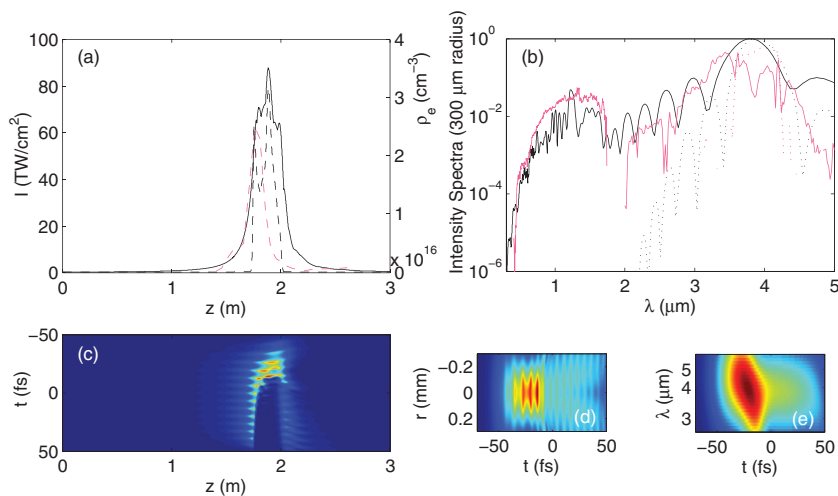 (a)
I (TW/cm²)
100
80
60
40
20
0
4
3
2
1
0
x 10¹⁶
ρₑ (cm⁻³)
0 1 2 3
z (m)
(b)
Intensity Spectra (300 μm radius)
10⁰
10⁻²
10⁻⁴
10⁻⁶
1 2 3 4 5
λ (μm)
(c)
t (fs)
−50
0
50
0 1 2 3
z (m)
(d)
r (mm)
−0.2
0
0.2
−50 0 50
t (fs)
(e)
λ (μm)
5
4
3
−50 0 50
t (fs)